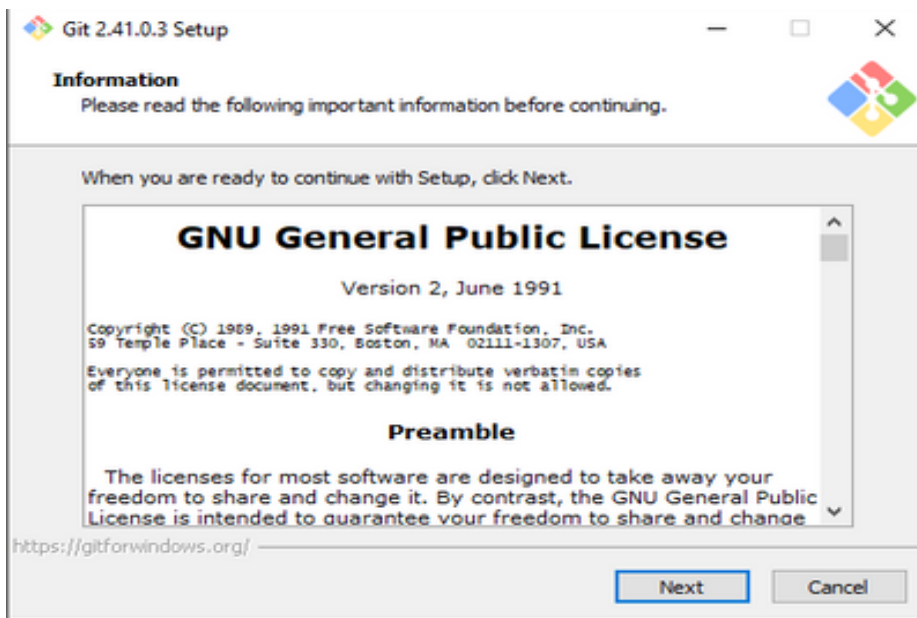 Git 2.41.0.3 Setup
Information
Please read the following important information before continuing.
When you are ready to continue with Setup, click Next.
GNU General Public License
Version 2, June 1991
Copyright (C) 1989, 1991 Free Software Foundation, Inc.
59 Temple Place - Suite 330, Boston, MA 02111-1307, USA
Everyone is permitted to copy and distribute verbatim copies
of this license document, but changing it is not allowed.
Preamble
The licenses for most software are designed to take away your
freedom to share and change it. By contrast, the GNU General Public
License is intended to guarantee your freedom to share and change
https://gitforwindows.org/
Next
Cancel